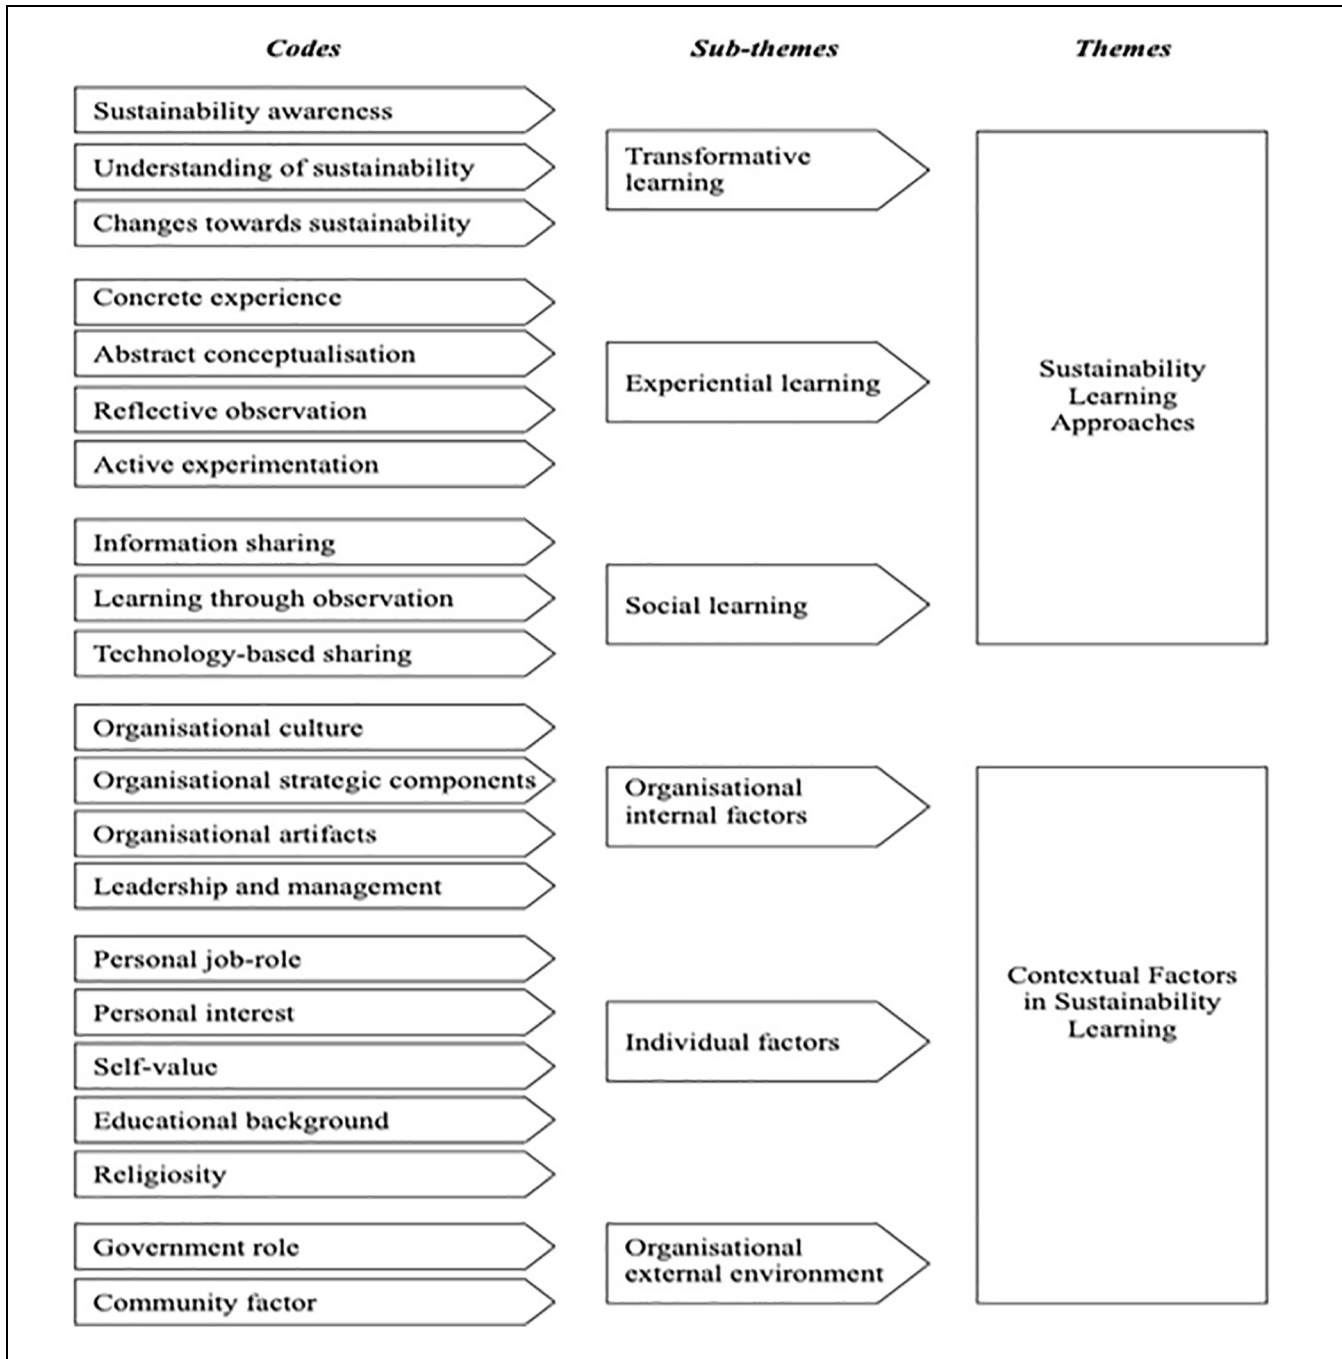 Codes
Sub-themes
Themes
Sustainability awareness
Understanding of sustainability
Changes towards sustainability
Transformative
learning
Concrete experience
Abstract conceptualisation
Reflective observation
Active experimentation
Experiential learning
Information sharing
Learning through observation
Technology-based sharing
Social learning
Sustainability
Learning
Approaches
Organisational culture
Organisational strategic components
Organisational artifacts
Leadership and management
Organisational
internal factors
Personal job-role
Personal interest
Self-value
Educational background
Religiosity
Individual factors
Government role
Community factor
Organisational
external environment
Contextual Factors
in Sustainability
Learning